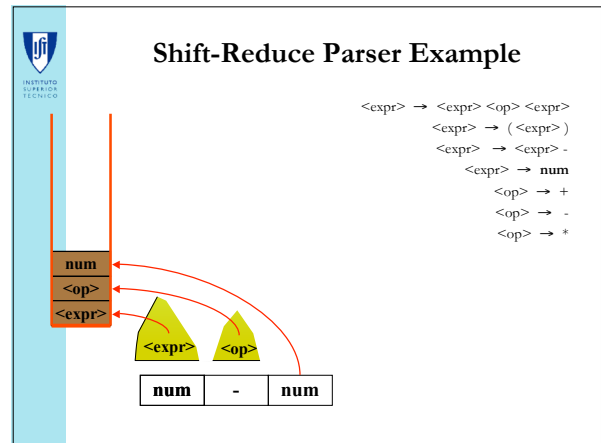 Shift-Reduce Parser Example
INSTITUTO
SUPERIOR
TÉCNICO
<expr> → <expr> <op> <expr>
<expr> → ( <expr> )
<expr> → <expr> -
<expr> → num
<op> → +
<op> → -
<op> → *
num
<op>
<expr>
<expr>
<op>
num
-
num